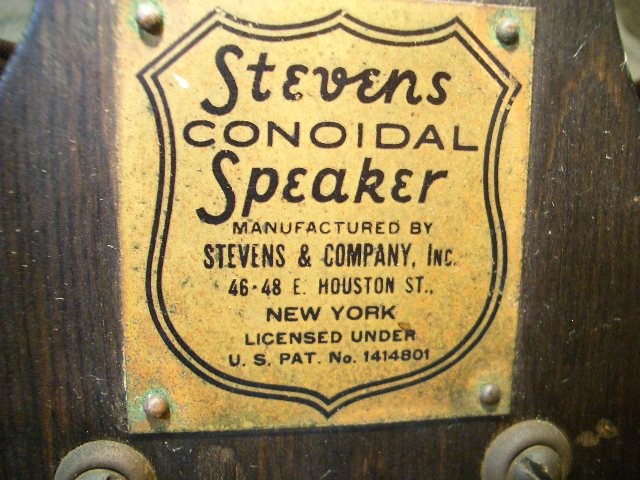 Stevens
CONOIDAL
Speaker
MANUFACTURED BY
STEVENS & COMPANY, INC.
46-48 E. HOUSTON ST.,
NEW YORK
LICENSED UNDER
U. S. PAT. No. 1414801